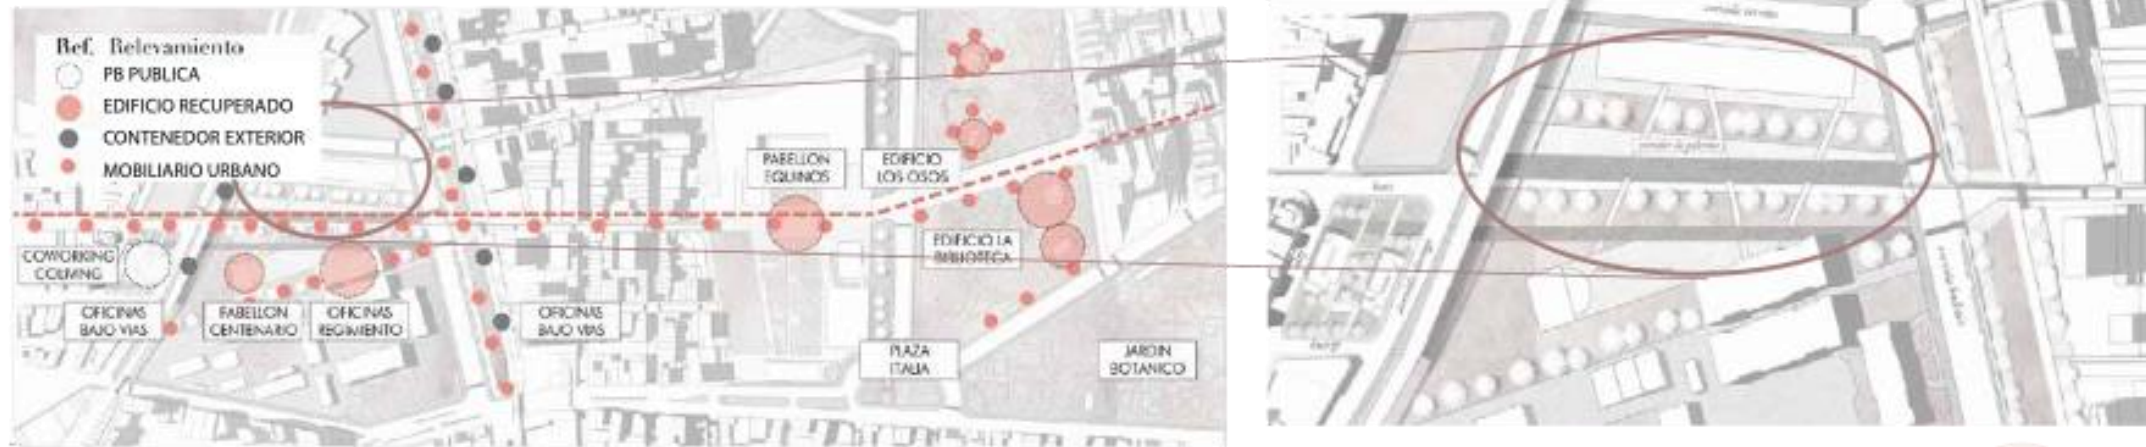 Ref. Relevamiento
PB PUBLICA
EDIFICIO RECUPERADO
CONTENEDOR EXTERIOR
MOBILIARIO URBANO
PABELLON
EQUINOS
EDIFICIO
LOS OSOS
COWORKING
COLIVING
EDIFICIO LA
BIBLIOTECA
OFICINAS
BAJO VIAS
PABELLON
CENTENARIO
OFICINAS
REGIMIENTO
OFICINAS
BAJO VIAS
PLAZA
ITALIA
JARDIN
BOTANICO